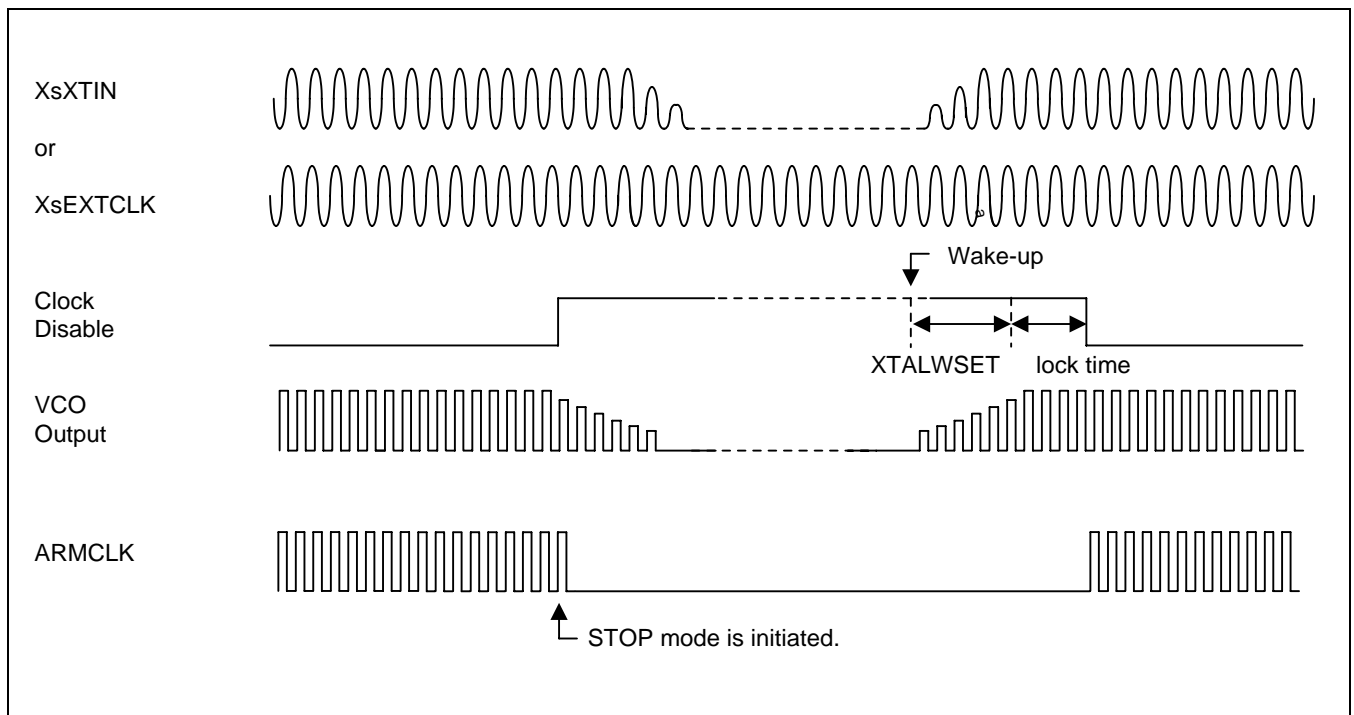 XsXTIN
or
XsEXTCLK
a
Wake-up
Clock
Disable
XTALWSET
lock time
VCO
Output
ARMCLK
STOP mode is initiated.